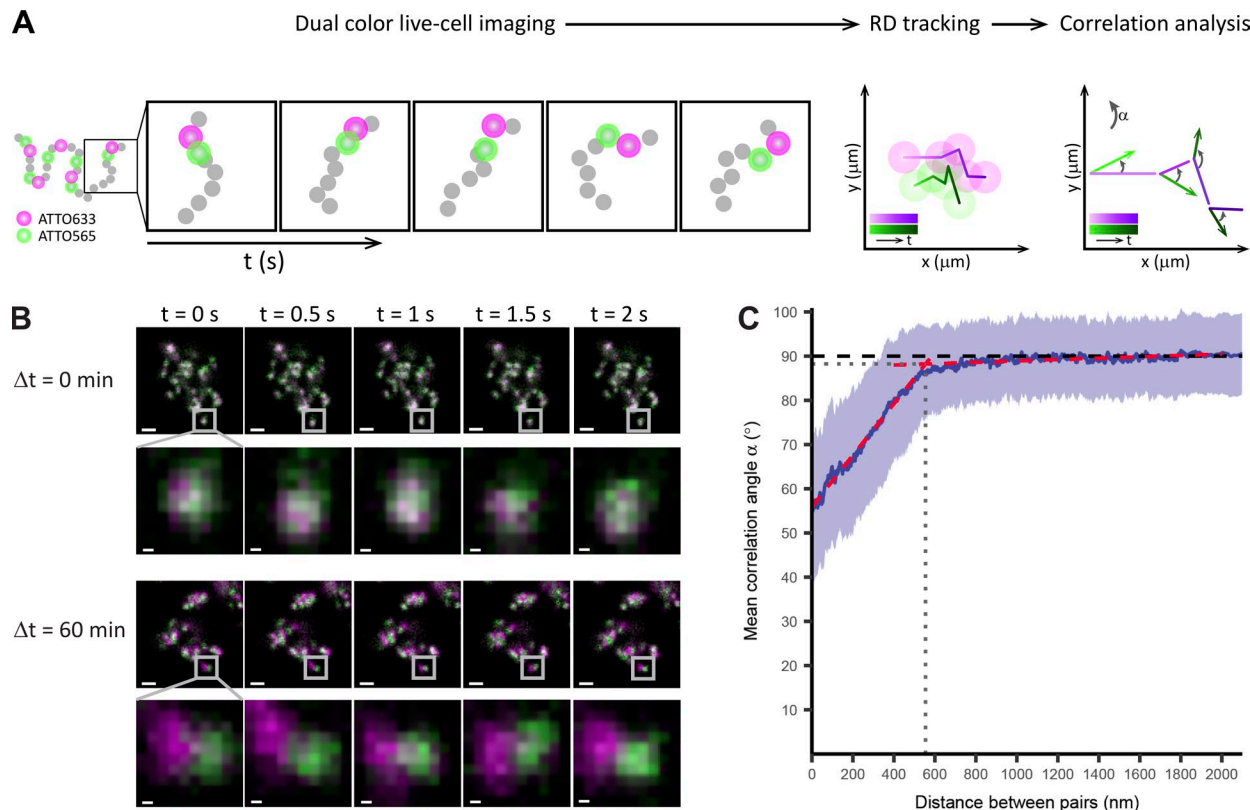 A
Dual color live-cell imaging
RD tracking
Correlation analysis
ATTO633
ATTO565
t (s)
y (μm)
t
x (μm)
α
y (μm)
t
x (μm)
B
t = 0 s
t = 0.5 s
t = 1 s
t = 1.5 s
t = 2 s
Δt = 0 min
Δt = 60 min
C
Mean correlation angle α (°)
100
90
80
70
60
50
40
30
20
10
0
200
400
600
800
1000
1200
1400
1600
1800
2000
Distance between pairs (nm)